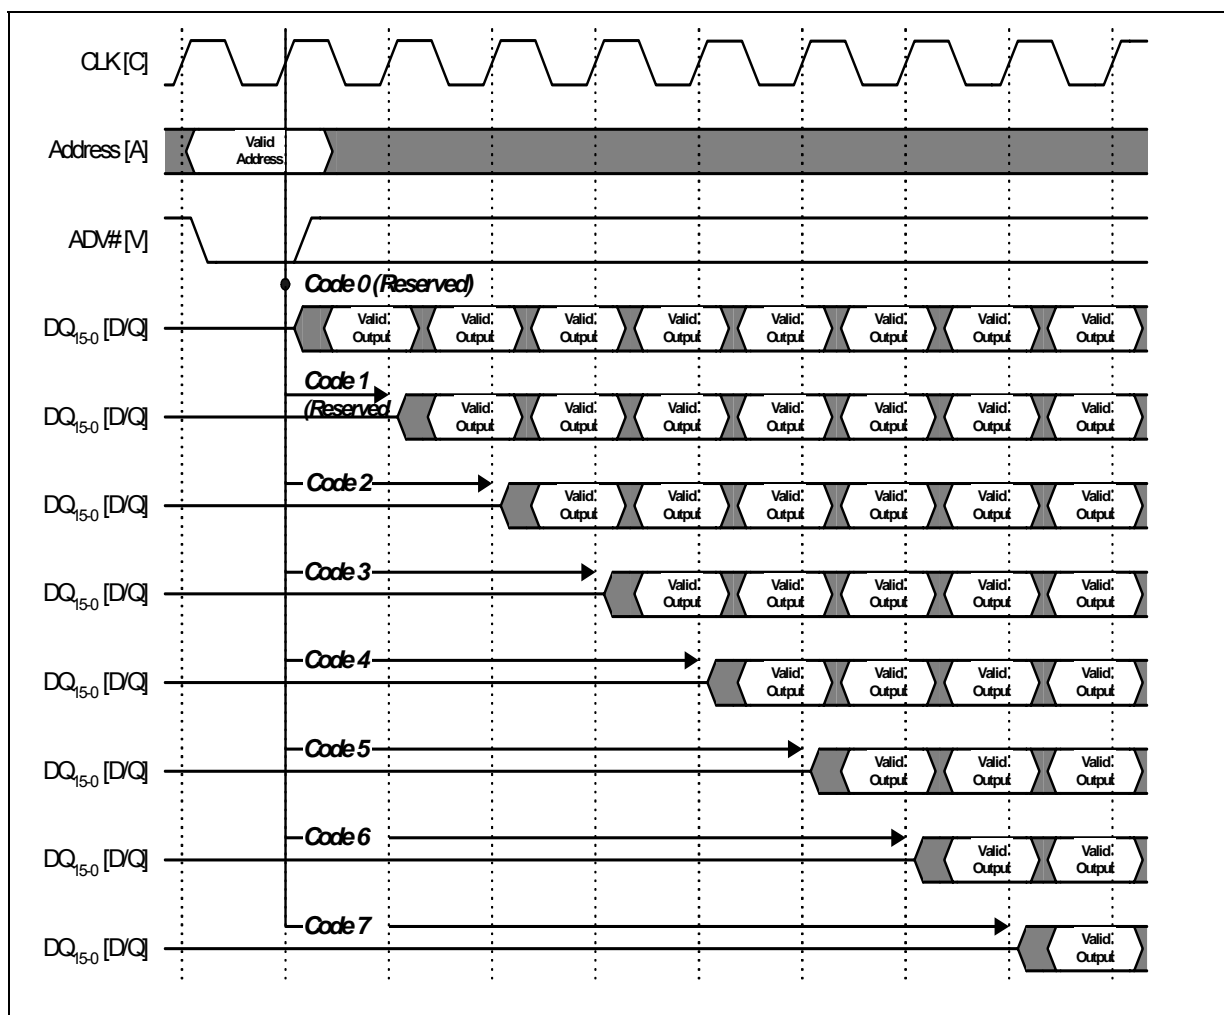 CLK [C]
Address [A]
Valid
Address
ADV# [V]
Code 0 (Reserved)
DQ15-0 [D/Q]
Valid Valid Valid Valid Valid Valid Valid Valid
Output Output Output Output Output Output Output Output
Code 1
(Reserved
DQ15-0 [D/Q]
Valid Valid Valid Valid Valid Valid Valid
Output Output Output Output Output Output Output
Code 2
DQ15-0 [D/Q]
Valid Valid Valid Valid Valid Valid
Output Output Output Output Output Output
Code 3
DQ15-0 [D/Q]
Valid Valid Valid Valid Valid
Output Output Output Output Output
Code 4
DQ15-0 [D/Q]
Valid Valid Valid Valid
Output Output Output Output
Code 5
DQ15-0 [D/Q]
Valid Valid Valid
Output Output Output
Code 6
DQ15-0 [D/Q]
Valid Valid
Output Output
Code 7
DQ15-0 [D/Q]
Valid
Output